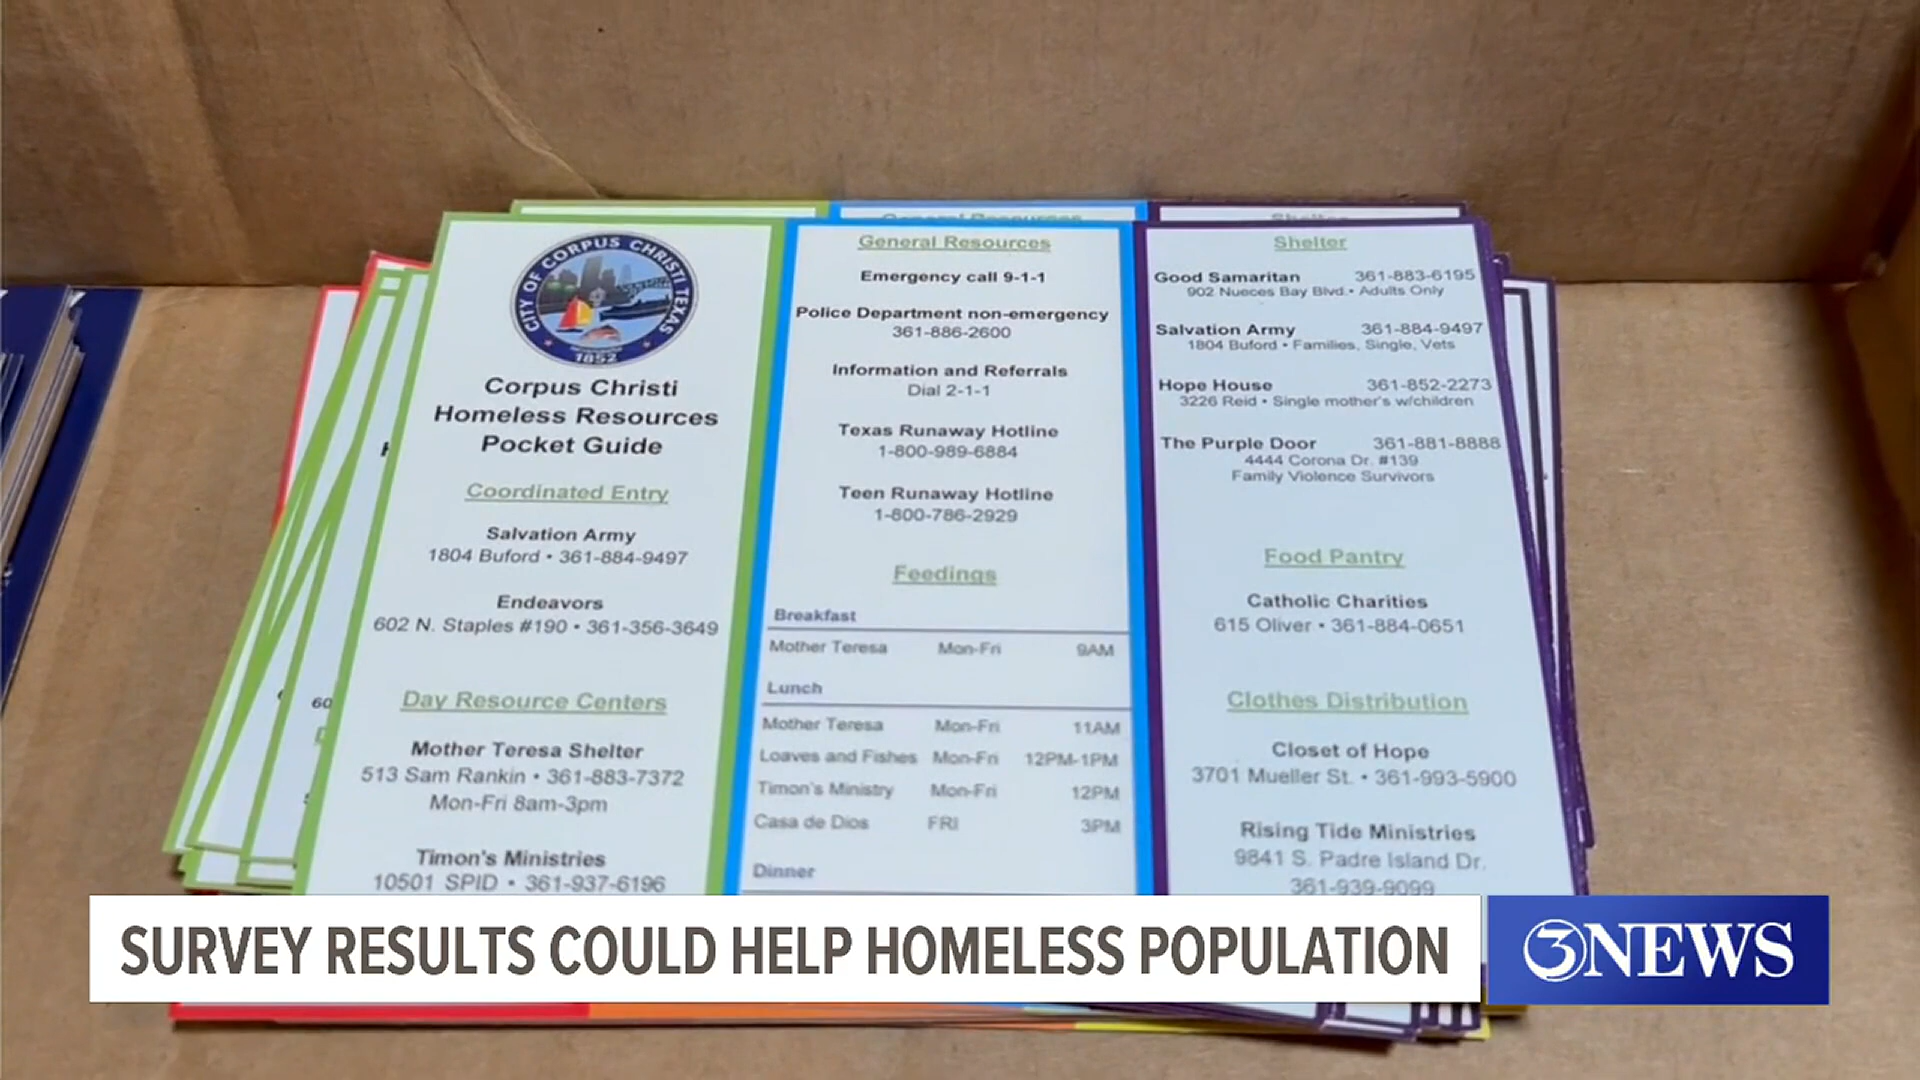 CITY OF CORPUS CHRISTI TEXAS
1852
Corpus Christi
Homeless Resources
Pocket Guide
Coordinated Entry
Salvation Army
1804 Buford • 361-884-9497
Endeavors
602 N. Staples #190 • 361-356-3649
Day Resource Centers
Mother Teresa Shelter
513 Sam Rankin • 361-883-7372
Mon-Fri 8am-3pm
Timon's Ministries
10501 SPID • 361-937-6196
General Resources
General Resources
Emergency call 9-1-1
Police Department non-emergency
361-886-2600
Information and Referrals
Dial 2-1-1
Texas Runaway Hotline
1-800-989-6884
Teen Runaway Hotline
1-800-786-2929
Feedings
Breakfast
Mother Teresa Mon-Fri 9AM
Lunch
Mother Teresa Mon-Fri 11AM
Loaves and Fishes Mon-Fri 12PM-1PM
Timon's Ministry Mon-Fri 12PM
Casa de Dios FRI 3PM
Dinner
Shelter
Shelter
Good Samaritan 361-883-6195
902 Nueces Bay Blvd. • Adults Only
Salvation Army 361-884-9497
1804 Buford • Families, Single, Vets
Hope House 361-852-2273
3226 Reid • Single mother's w/children
The Purple Door 361-881-8888
4444 Corona Dr. #139
Family Violence Survivors
Food Pantry
Catholic Charities
615 Oliver • 361-884-0651
Clothes Distribution
Closet of Hope
3701 Mueller St. • 361-993-5900
Rising Tide Ministries
9841 S. Padre Island Dr.
361-939-9099
60
SURVEY RESULTS COULD HELP HOMELESS POPULATION
3NEWS